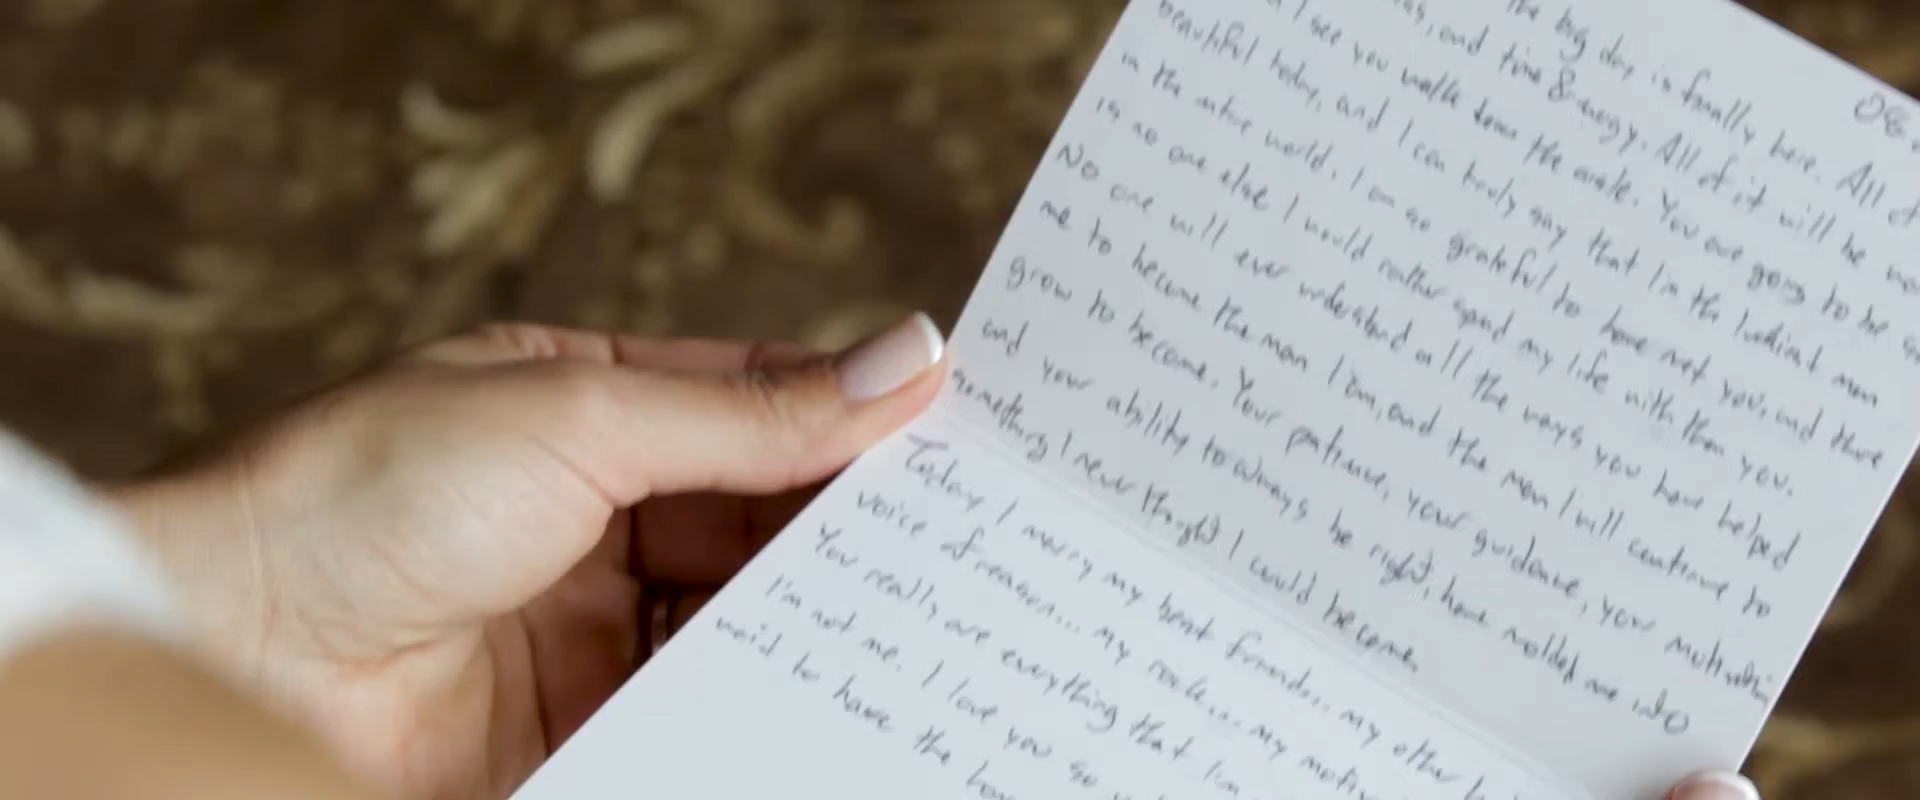 08
the big day is finally here. All of
, and time & energy. All of it will be
I see you walk down the aisle. You are going to be so
beautiful today, and I can truly say that I'm the luckiest man
in the entire world. I am so grateful to have met you, and there
is no one else I would rather spend my life with than you.
No one will ever understand all the ways you have helped
me to become the man I am, and the man I will continue to
grow to become. Your patience, your guidance, your motivation
and your ability to always be right, have molded me into
something I never thought I could become.
Today I marry my best friend... my other
voice of reason... my rock... my
You really are everything that I'm
I'm not me. I love you so
wait to have the